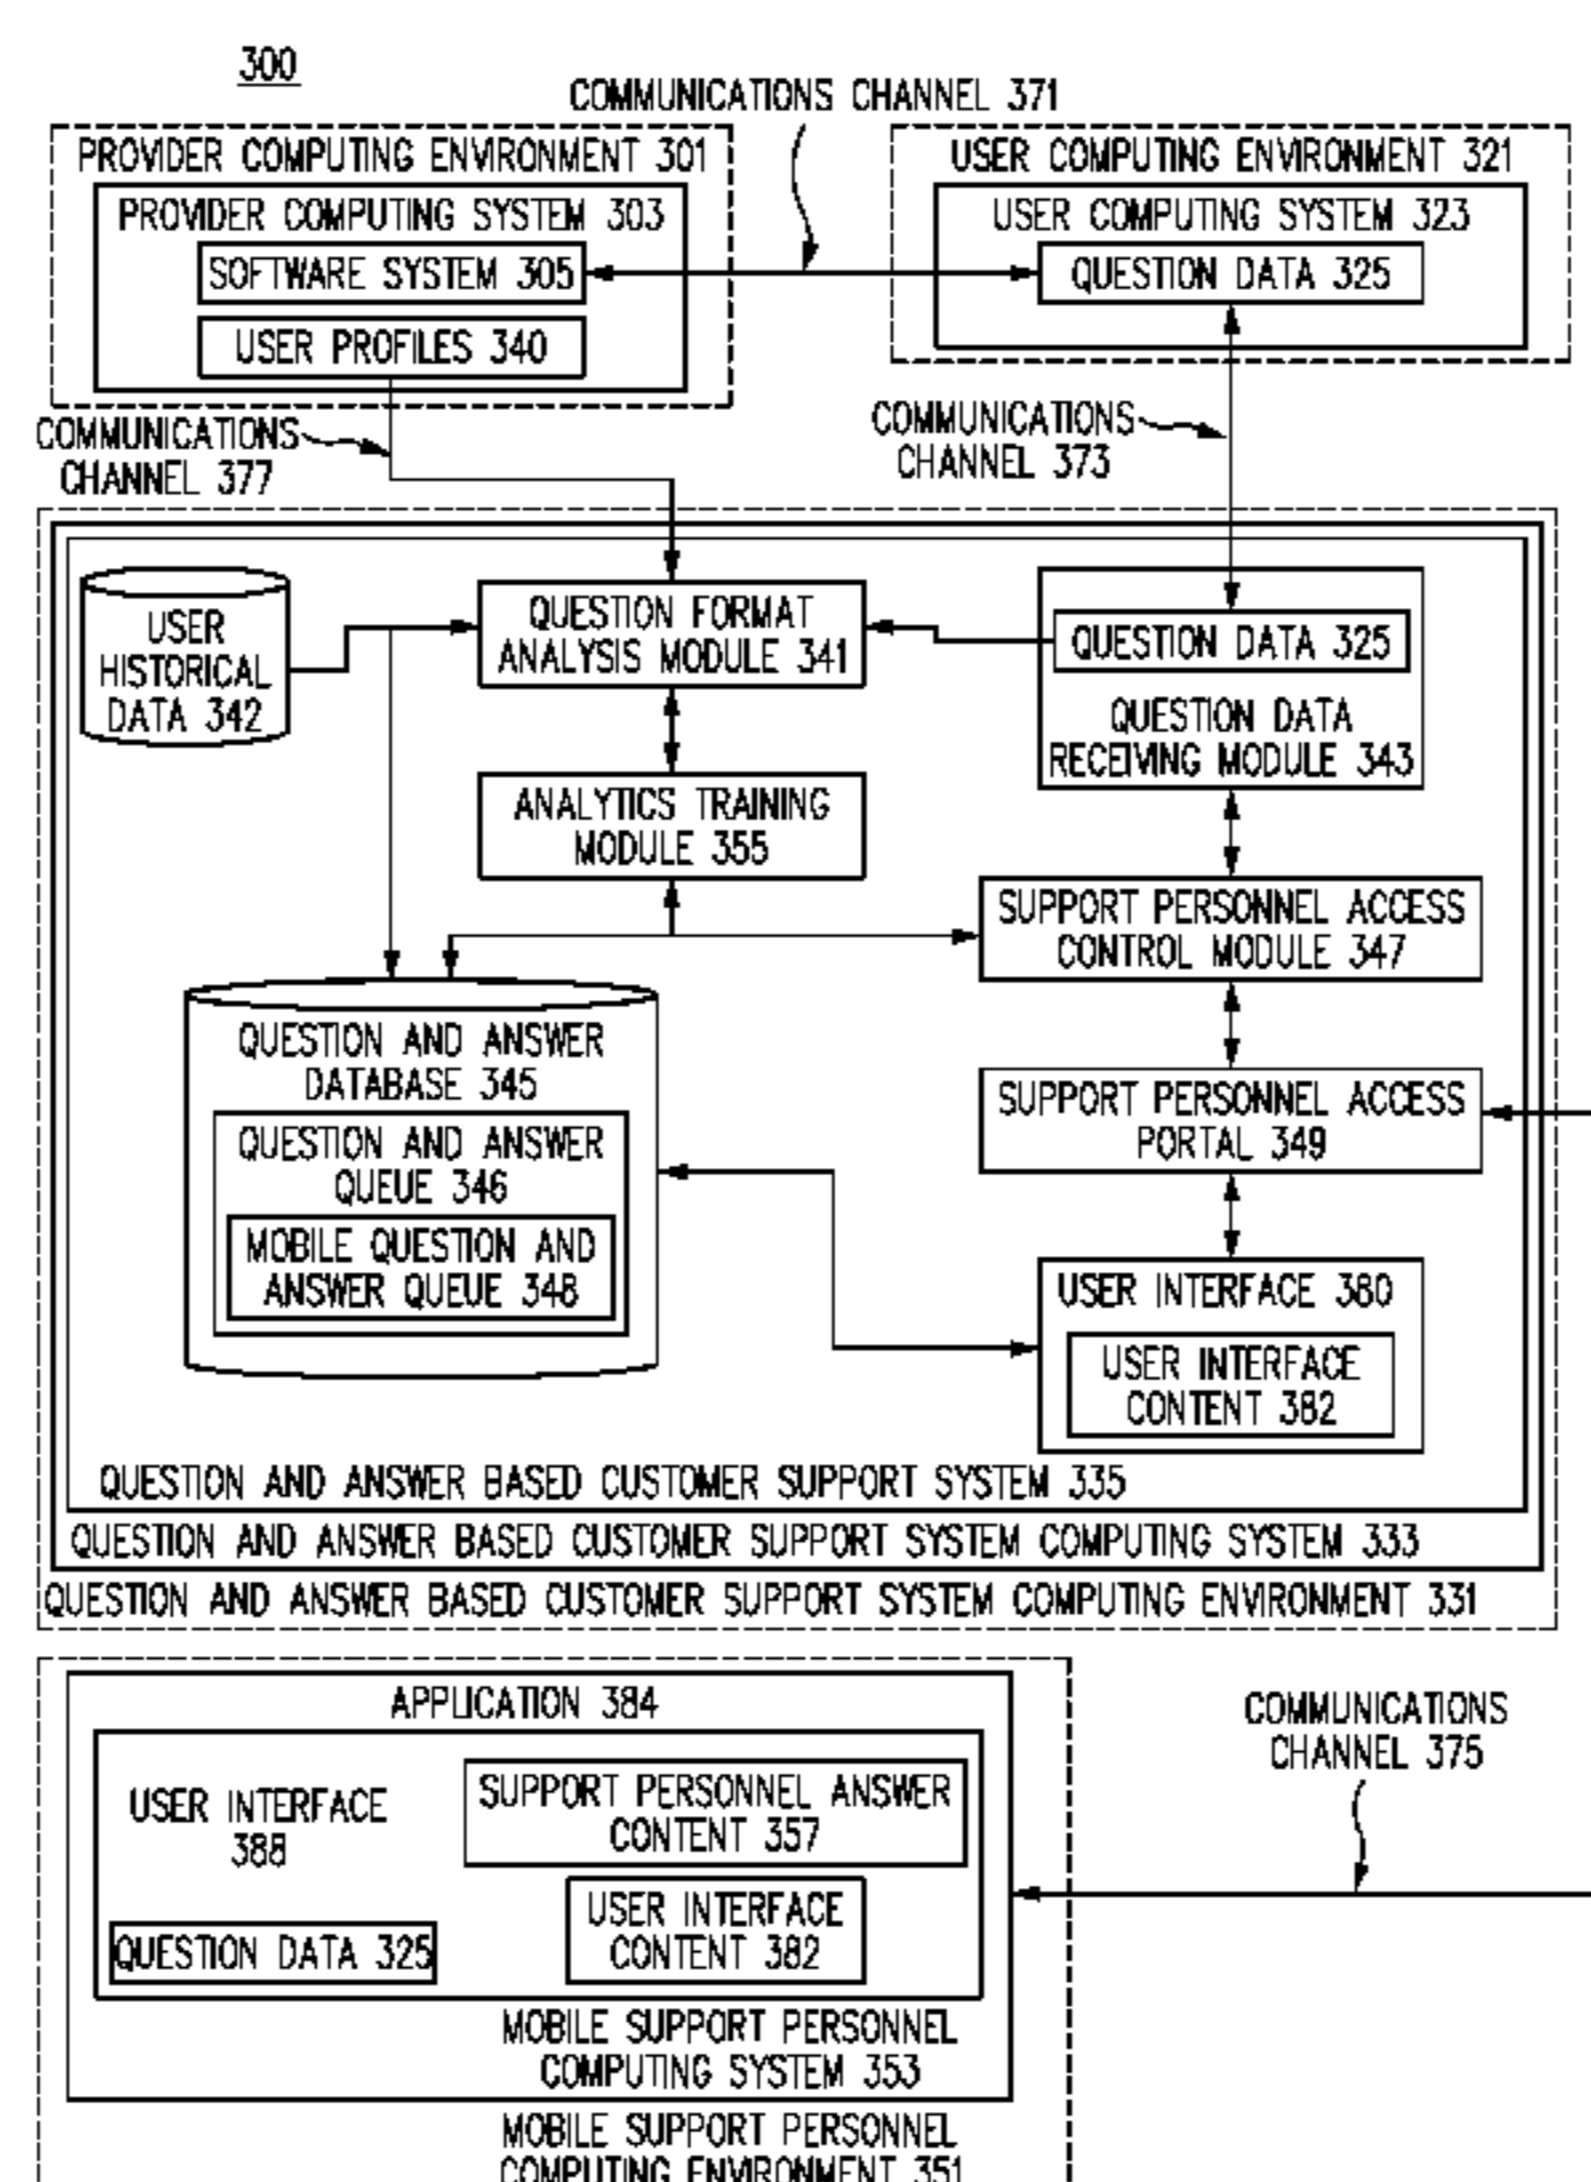 300
COMMUNICATIONS CHANNEL 371
PROVIDER COMPUTING ENVIRONMENT 301
PROVIDER COMPUTING SYSTEM 303
SOFTWARE SYSTEM 305
USER PROFILES 340
USER COMPUTING ENVIRONMENT 321
USER COMPUTING SYSTEM 323
QUESTION DATA 325
COMMUNICATIONS
CHANNEL 377
COMMUNICATIONS
CHANNEL 373
USER
HISTORICAL
DATA 342
QUESTION FORMAT
ANALYSIS MODULE 341
QUESTION DATA 325
QUESTION DATA
RECEIVING MODULE 343
ANALYTICS TRAINING
MODULE 355
SUPPORT PERSONNEL ACCESS
CONTROL MODULE 347
QUESTION AND ANSWER
DATABASE 345
QUESTION AND ANSWER
QUEUE 346
MOBILE QUESTION AND
ANSWER QUEUE 348
SUPPORT PERSONNEL ACCESS
PORTAL 349
USER INTERFACE 380
USER INTERFACE
CONTENT 382
QUESTION AND ANSWER BASED CUSTOMER SUPPORT SYSTEM 335
QUESTION AND ANSWER BASED CUSTOMER SUPPORT SYSTEM COMPUTING SYSTEM 333
QUESTION AND ANSWER BASED CUSTOMER SUPPORT SYSTEM COMPUTING ENVIRONMENT 331
APPLICATION 384
USER INTERFACE
388
SUPPORT PERSONNEL ANSWER
CONTENT 357
QUESTION DATA 325
USER INTERFACE
CONTENT 382
COMMUNICATIONS
CHANNEL 375
MOBILE SUPPORT PERSONNEL
COMPUTING SYSTEM 353
MOBILE SUPPORT PERSONNEL
COMPUTING ENVIRONMENT 351